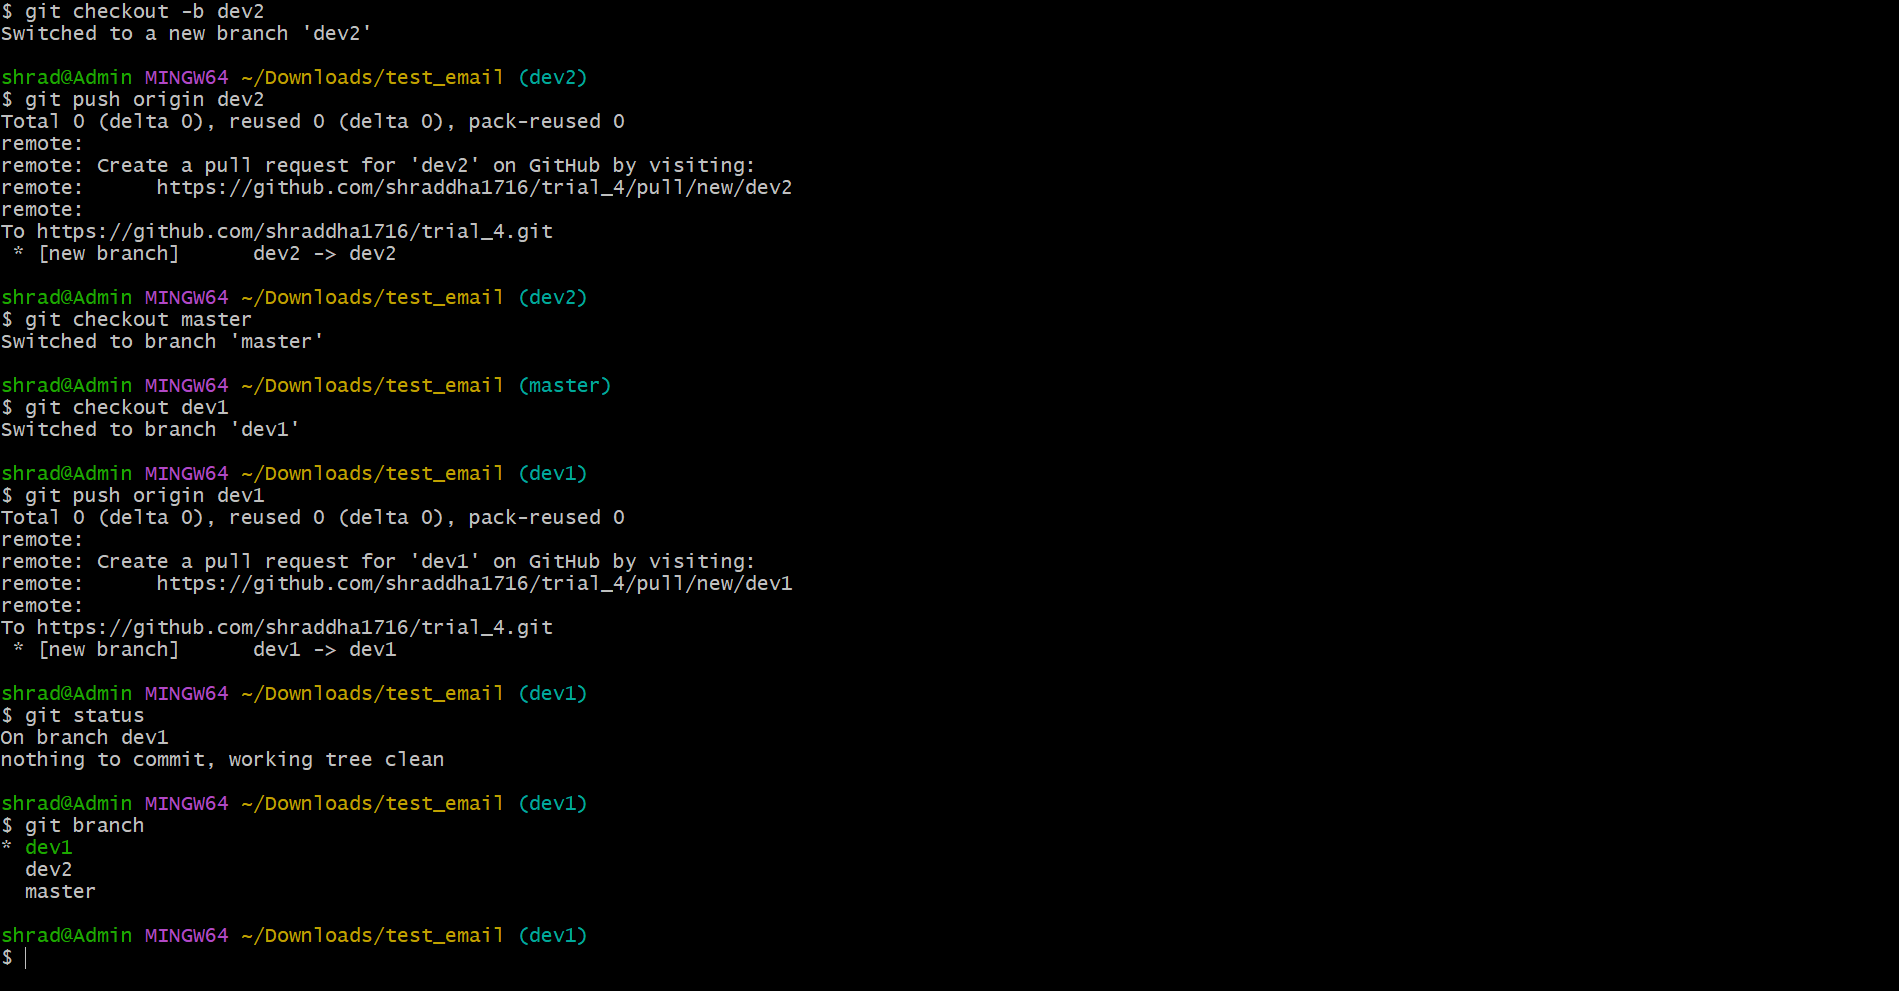 $ git checkout -b dev2
Switched to a new branch 'dev2'
shrad@Admin MINGW64 ~/Downloads/test_email (dev2)
$ git push origin dev2
Total 0 (delta 0), reused 0 (delta 0), pack-reused 0
remote:
remote: Create a pull request for 'dev2' on GitHub by visiting:
remote:      https://github.com/shraddha1716/trial_4/pull/new/dev2
remote:
To https://github.com/shraddha1716/trial_4.git
 * [new branch]      dev2 -> dev2
shrad@Admin MINGW64 ~/Downloads/test_email (dev2)
$ git checkout master
Switched to branch 'master'
shrad@Admin MINGW64 ~/Downloads/test_email (master)
$ git checkout dev1
Switched to branch 'dev1'
shrad@Admin MINGW64 ~/Downloads/test_email (dev1)
$ git push origin dev1
Total 0 (delta 0), reused 0 (delta 0), pack-reused 0
remote:
remote: Create a pull request for 'dev1' on GitHub by visiting:
remote:      https://github.com/shraddha1716/trial_4/pull/new/dev1
remote:
To https://github.com/shraddha1716/trial_4.git
 * [new branch]      dev1 -> dev1
shrad@Admin MINGW64 ~/Downloads/test_email (dev1)
$ git status
On branch dev1
nothing to commit, working tree clean
shrad@Admin MINGW64 ~/Downloads/test_email (dev1)
$ git branch
* dev1
  dev2
  master
shrad@Admin MINGW64 ~/Downloads/test_email (dev1)
$